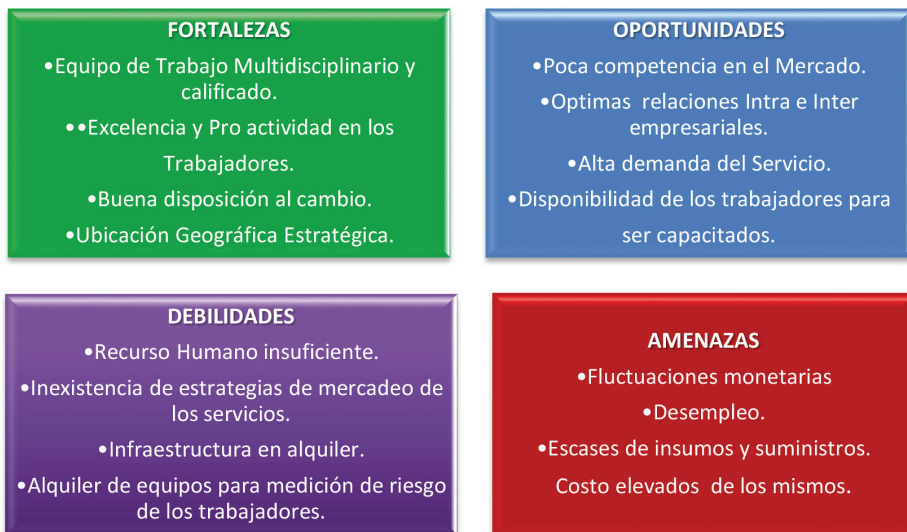 FORTALEZAS
•Equipo de Trabajo Multidisciplinario y
calificado.
••Excelencia y Pro actividad en los
Trabajadores.
•Buena disposición al cambio.
•Ubicación Geográfica Estratégica.
OPORTUNIDADES
•Poca competencia en el Mercado.
•Optimas relaciones Intra e Inter
empresariales.
•Alta demanda del Servicio.
•Disponibilidad de los trabajadores para
ser capacitados.
DEBILIDADES
•Recurso Humano insuficiente.
•Inexistencia de estrategias de mercadeo de
los servicios.
•Infraestructura en alquiler.
•Alquiler de equipos para medición de riesgo
de los trabajadores.
AMENAZAS
•Fluctuaciones monetarias
•Desempleo.
•Escases de insumos y suministros.
Costo elevados de los mismos.